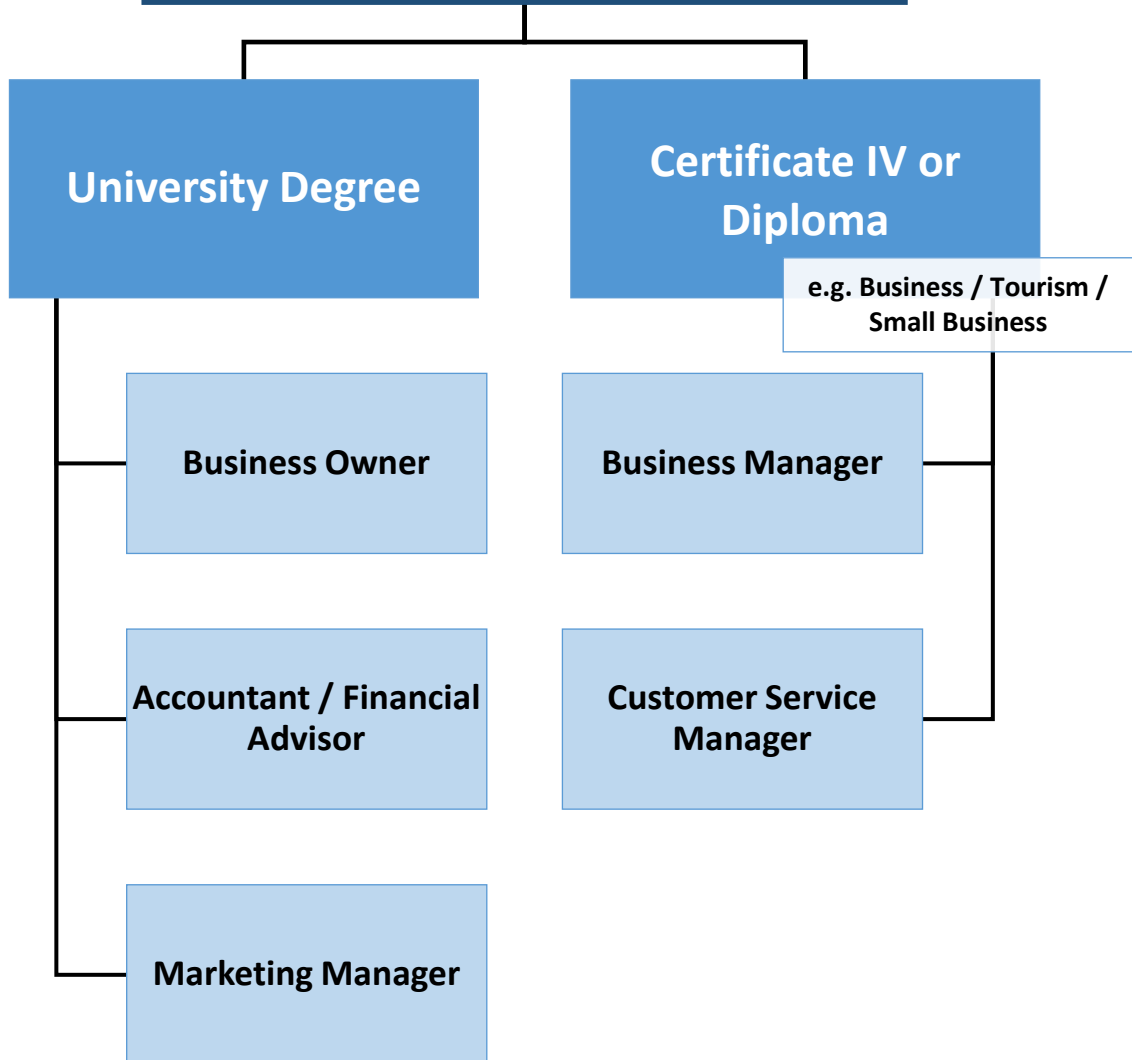 University Degree
Certificate IV or
Diploma
e.g. Business / Tourism /
Small Business
Business Owner
Business Manager
Accountant / Financial
Advisor
Customer Service
Manager
Marketing Manager